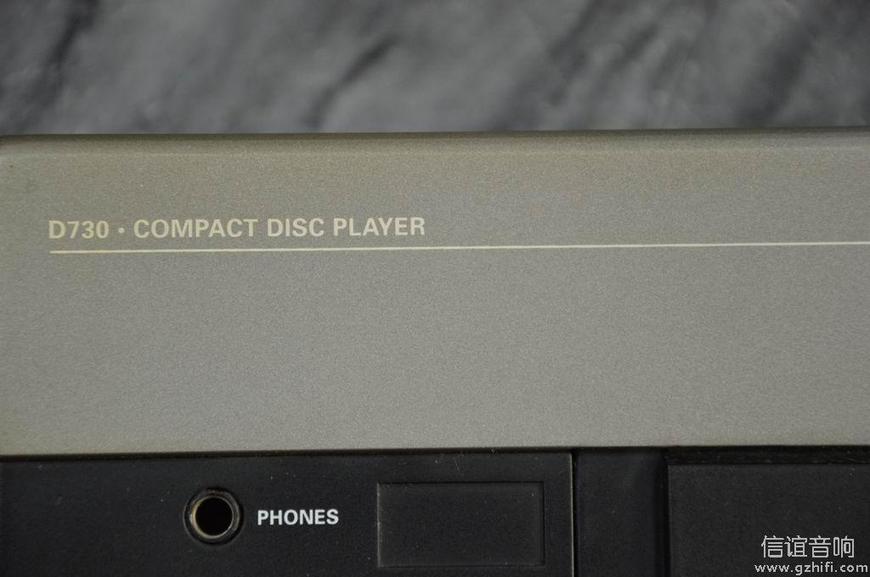 D730 · COMPACT DISC PLAYER
PHONES
信谊音响
www.gzhifi.com